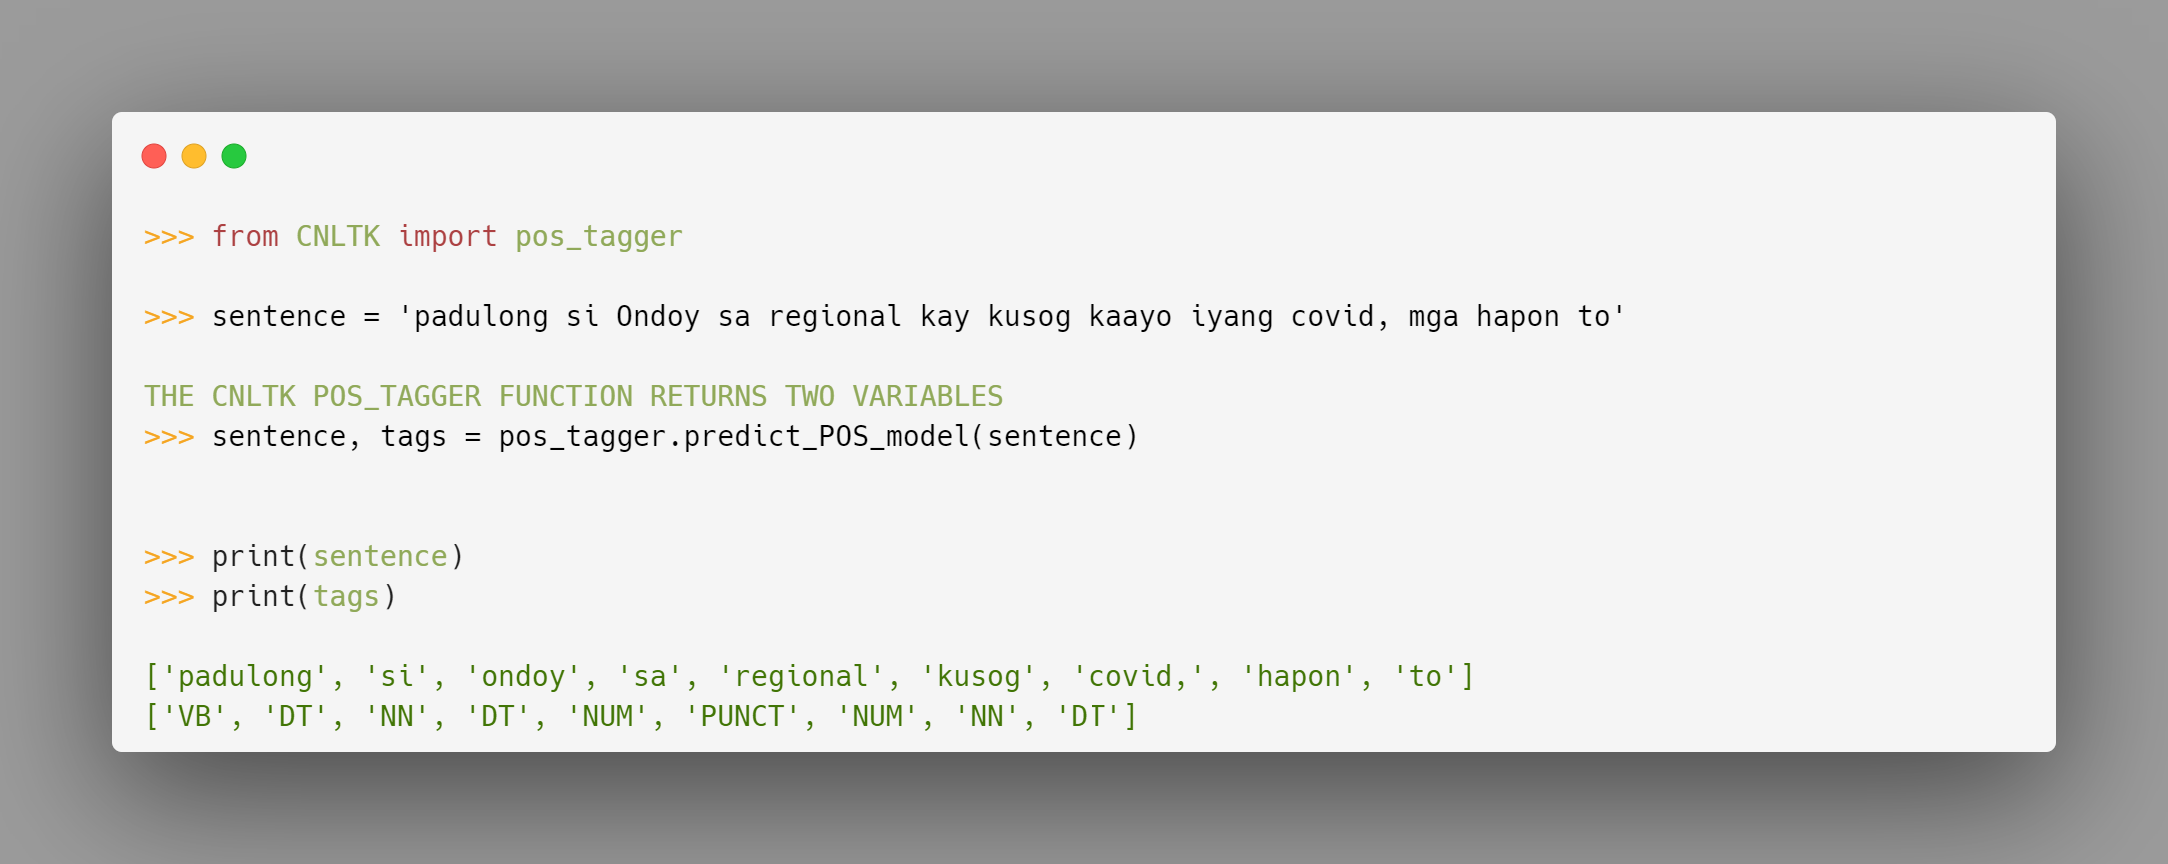 >>> from CNLTK import pos_tagger
>>> sentence = 'padulong si Ondoy sa regional kay kusog kaayo iyang covid, mga hapon to'
THE CNLTK POS_TAGGER FUNCTION RETURNS TWO VARIABLES
>>> sentence, tags = pos_tagger.predict_POS_model(sentence)
>>> print(sentence)
>>> print(tags)
['padulong', 'si', 'ondoy', 'sa', 'regional', 'kusog', 'covid,', 'hapon', 'to']
['VB', 'DT', 'NN', 'DT', 'NUM', 'PUNCT', 'NUM', 'NN', 'DT']